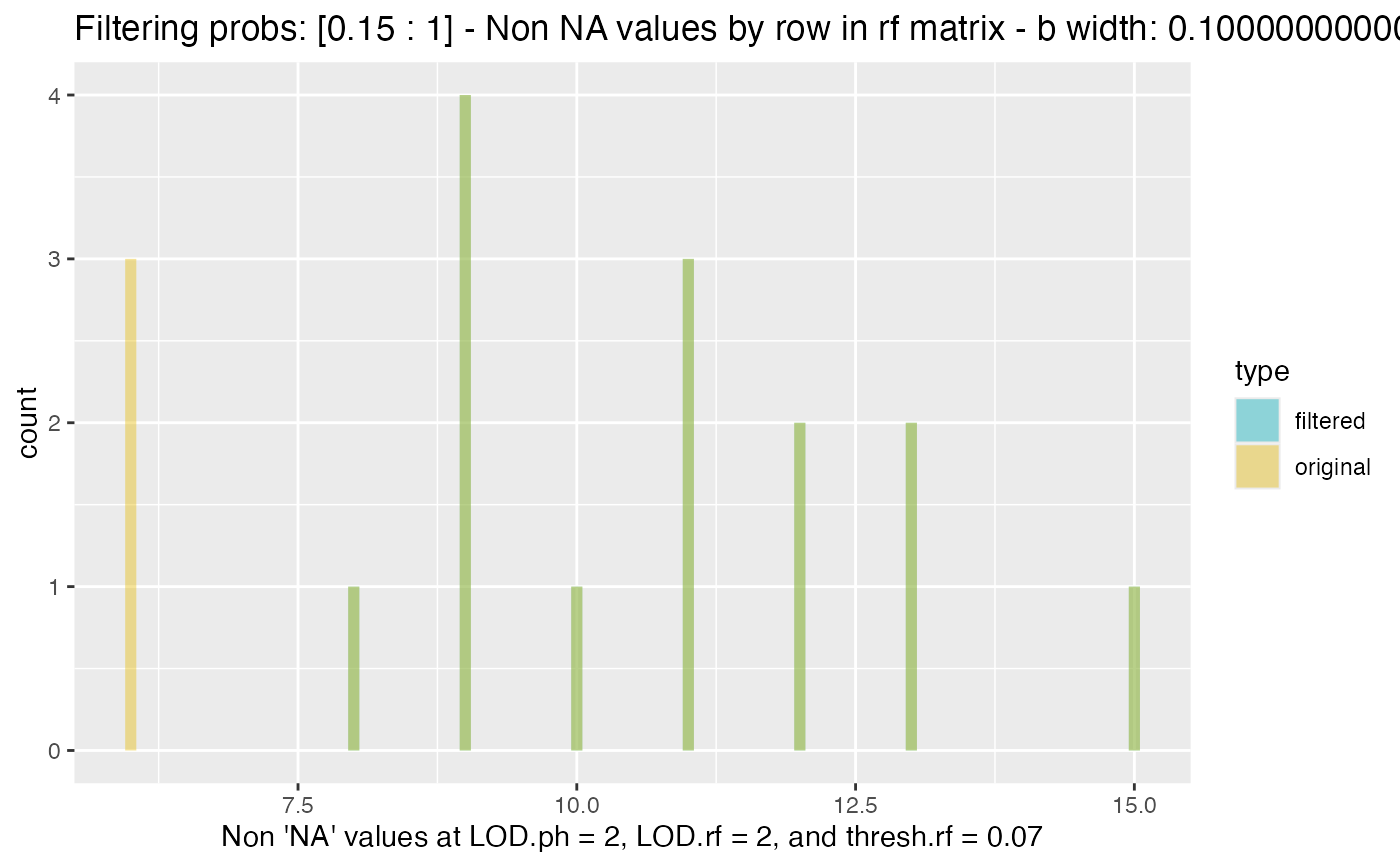 Filtering probs: [0.15 : 1] - Non NA values by row in rf matrix - b width: 0.10000000000
4
3
2
1
0
count
7.5 10.0 12.5 15.0
Non 'NA' values at LOD.ph = 2, LOD.rf = 2, and thresh.rf = 0.07
type
filtered
original